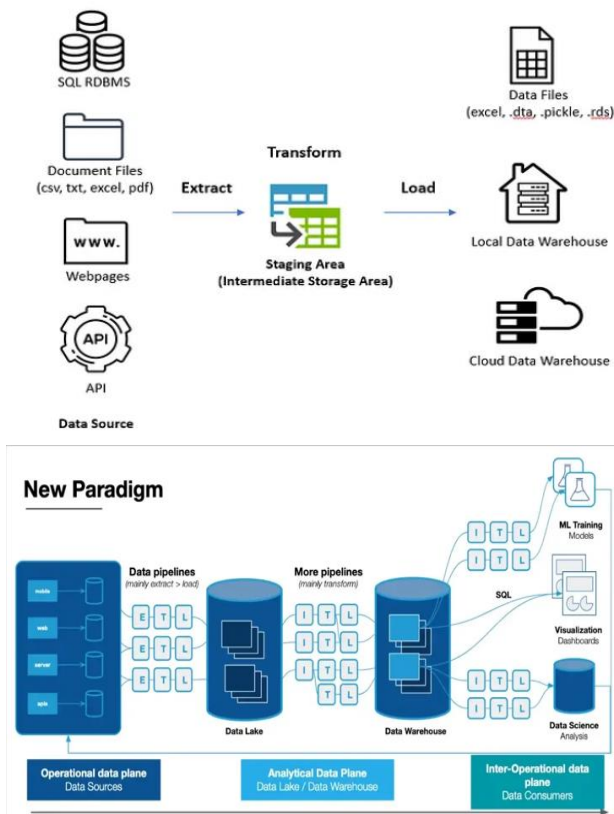 SQL RDBMS
Document Files
(csv, txt, excel, pdf)
www.
Webpages
API
API
Data Source
Extract
Transform
Staging Area
(Intermediate Storage Area)
Load
Data Files
(excel, .dta, .pickle, .rds)
Local Data Warehouse
Cloud Data Warehouse
New Paradigm
mobile
web
server
apis
Data pipelines
(mainly extract > load)
E T L
E T L
E T L
Data Lake
More pipelines
(mainly transform)
I T L
I T L
I T L
T L
Data Warehouse
I T L
I T L
SQL
I T L
I T L
ML Training
Models
Visualization
Dashboards
Data Science
Analysis
Operational data plane
Data Sources
Analytical Data Plane
Data Lake / Data Warehouse
Inter-Operational data
plane
Data Consumers